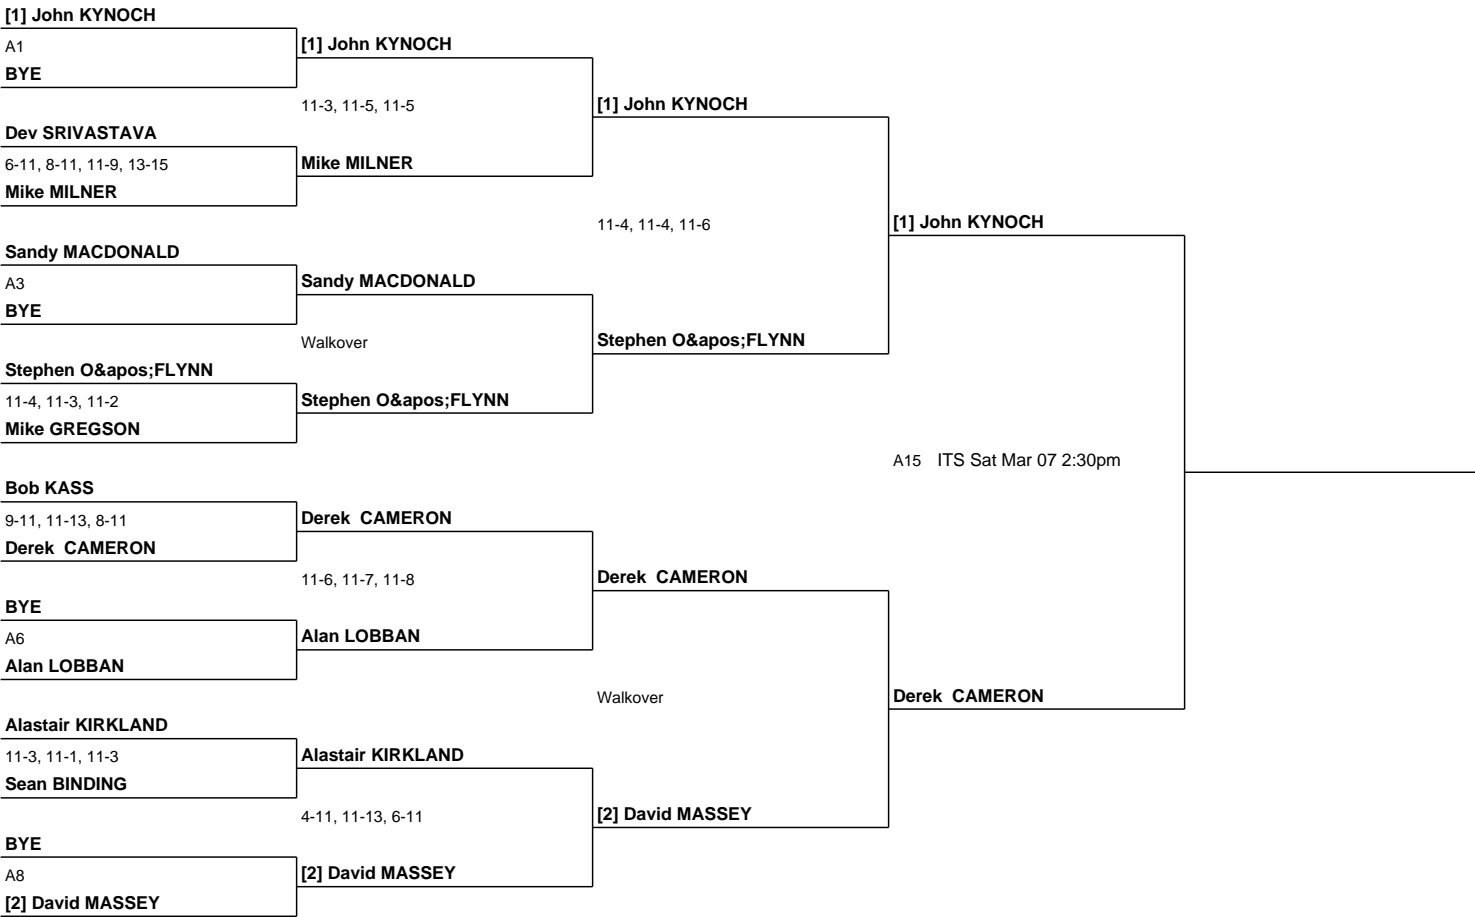 [1] John KYNOCH
A1
BYE
Dev SRIVASTAVA
6-11, 8-11, 11-9, 13-15
Mike MILNER
Sandy MACDONALD
A3
BYE
Stephen O&apos;FLYNN
11-4, 11-3, 11-2
Mike GREGSON
Bob KASS
9-11, 11-13, 8-11
Derek  CAMERON
BYE
A6
Alan LOBBAN
Alastair KIRKLAND
11-3, 11-1, 11-3
Sean BINDING
BYE
A8
[2] David MASSEY
[1] John KYNOCH
11-3, 11-5, 11-5
Mike MILNER
Sandy MACDONALD
Walkover
Stephen O&apos;FLYNN
Derek  CAMERON
11-6, 11-7, 11-8
Alan LOBBAN
Alastair KIRKLAND
4-11, 11-13, 6-11
[2] David MASSEY
[1] John KYNOCH
11-4, 11-4, 11-6
Stephen O&apos;FLYNN
Derek  CAMERON
Walkover
[2] David MASSEY
[1] John KYNOCH
A15 ITS Sat Mar 07 2:30pm
Derek  CAMERON